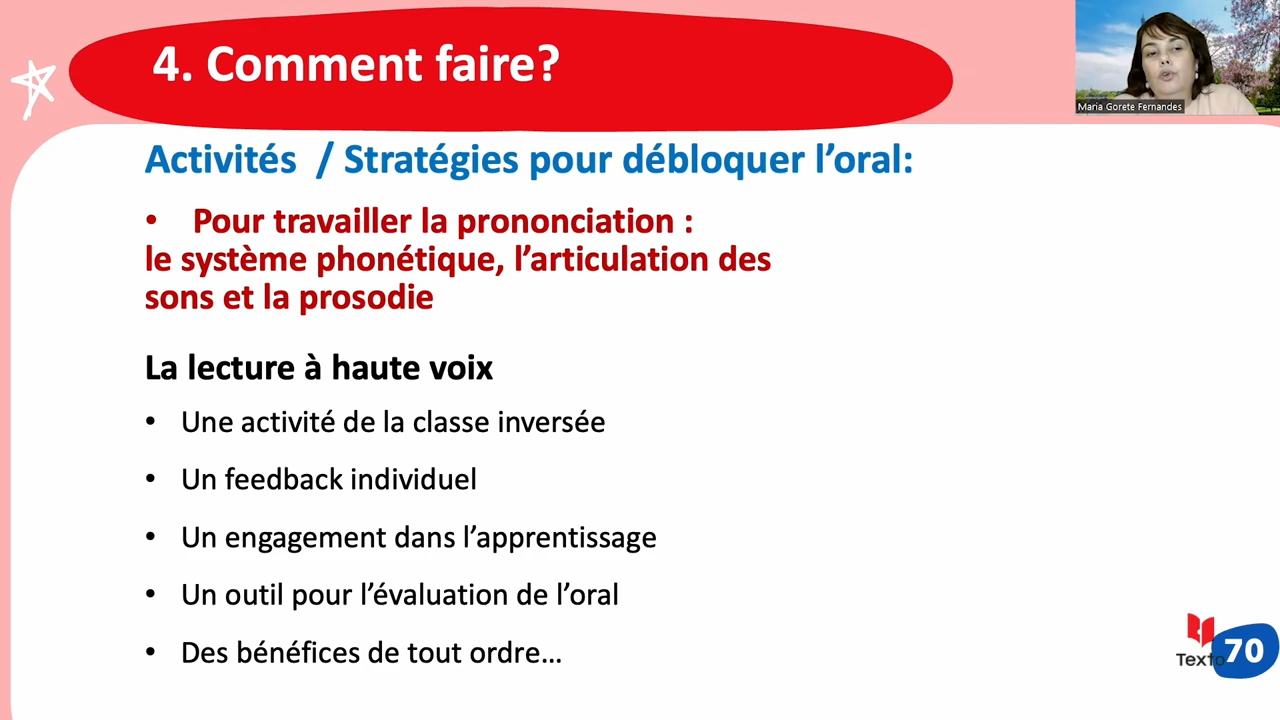 4. Comment faire?
Maria Gorete Fernandes
Activités / Stratégies pour débloquer l’oral:
• Pour travailler la prononciation :
le système phonétique, l’articulation des
sons et la prosodie
La lecture à haute voix
• Une activité de la classe inversée
• Un feedback individuel
• Un engagement dans l’apprentissage
• Un outil pour l’évaluation de l’oral
• Des bénéfices de tout ordre…
Texto
70